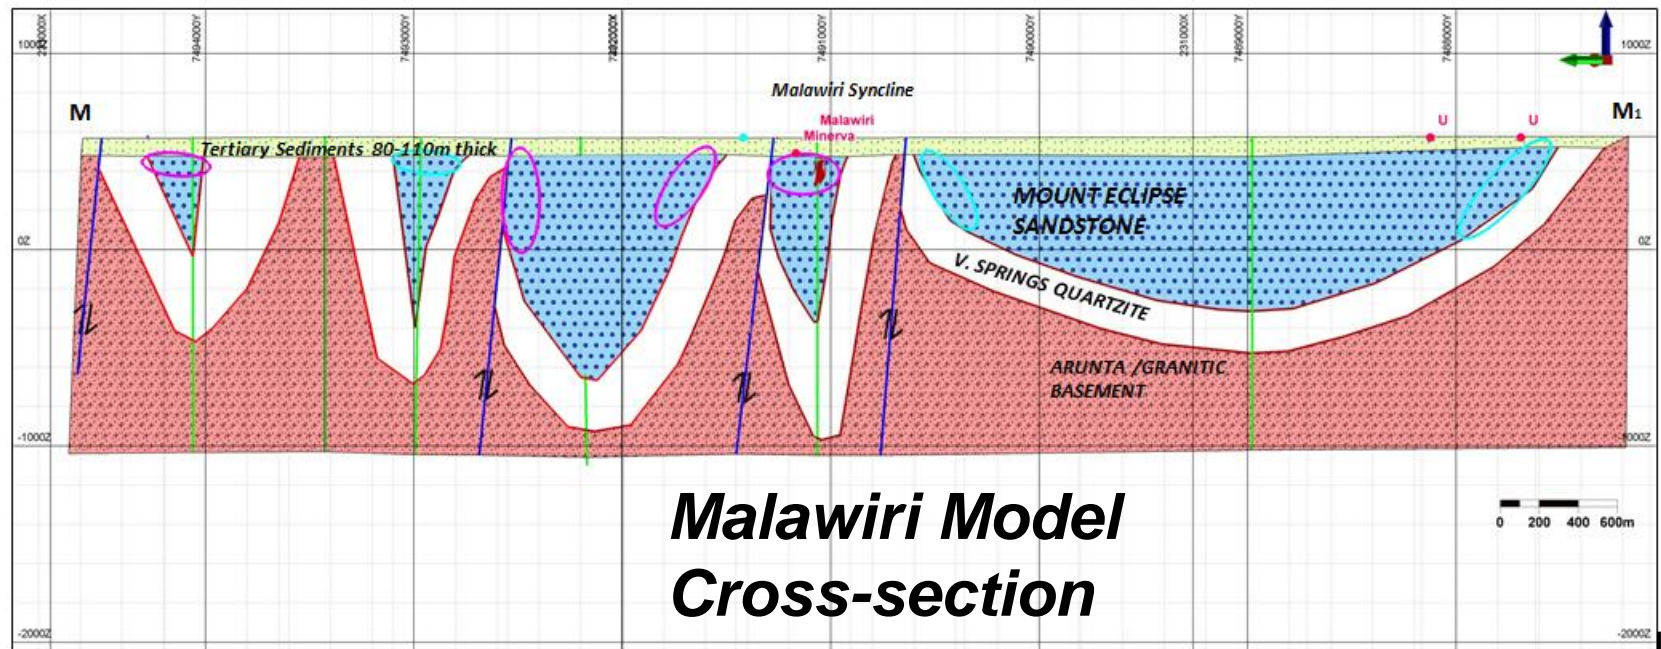 7494000Y
7493000Y
7491000Y
7490000Y
231000X
7489000Y
7488000Y
1000Z
Malawiri Syncline
M
Malawiri
Minerva
U
U
M1
Tertiary Sediments 80-110m thick
MOUNT ECLIPSE
SANDSTONE
0Z
0Z
V. SPRINGS QUARTZITE
ARUNTA /GRANITIC
BASEMENT
-1000Z
Malawiri Model
Cross-section
0 200 400 600m
-2000Z
-2000Z